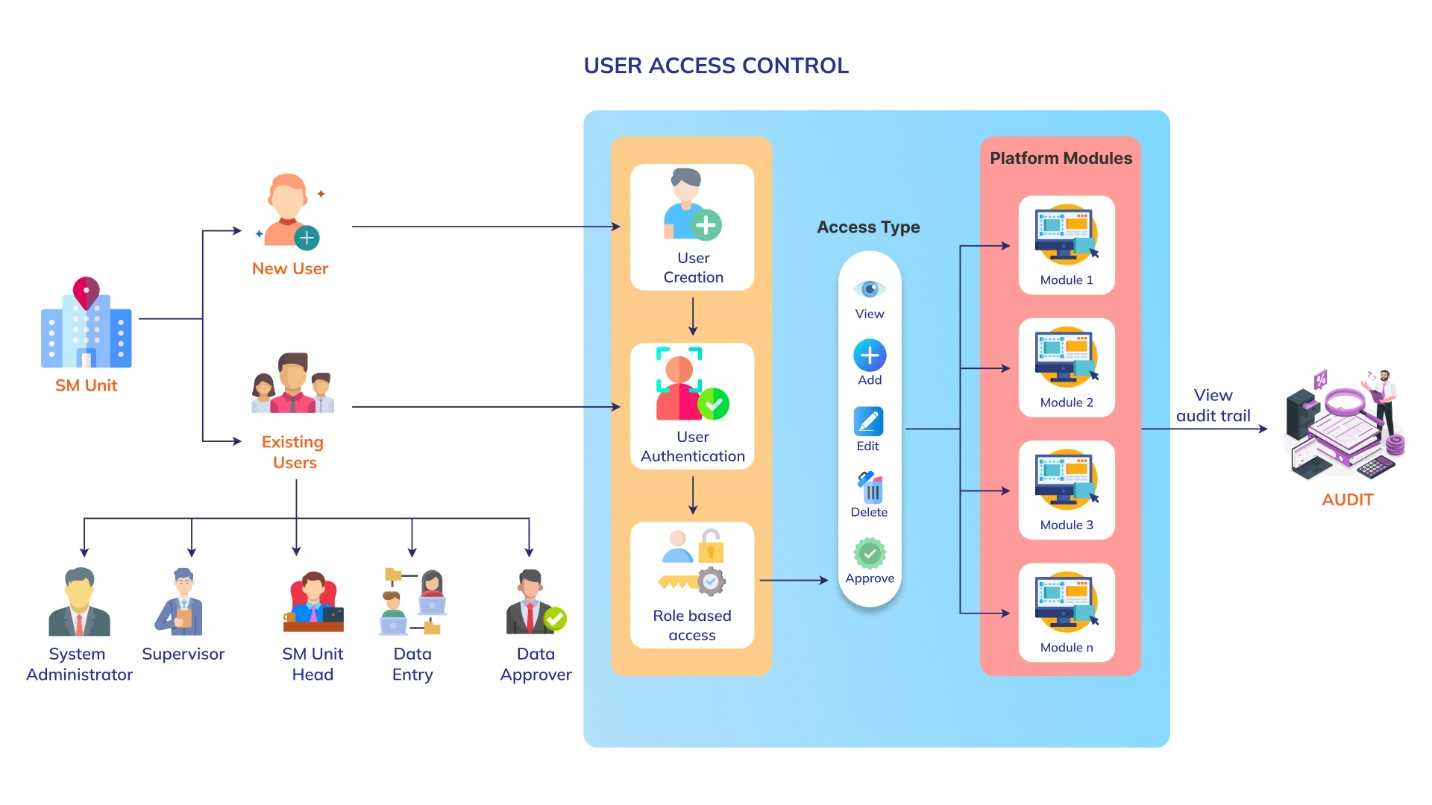 USER ACCESS CONTROL
New User
SM Unit
Existing
Users
System
Administrator
Supervisor
SM Unit
Head
Data
Entry
Data
Approver
User
Creation
User
Authentication
Role based
access
Access Type
View
Add
Edit
Delete
Approve
Platform Modules
Module 1
Module 2
Module 3
Module n
View
audit trail
%
? ?
AUDIT